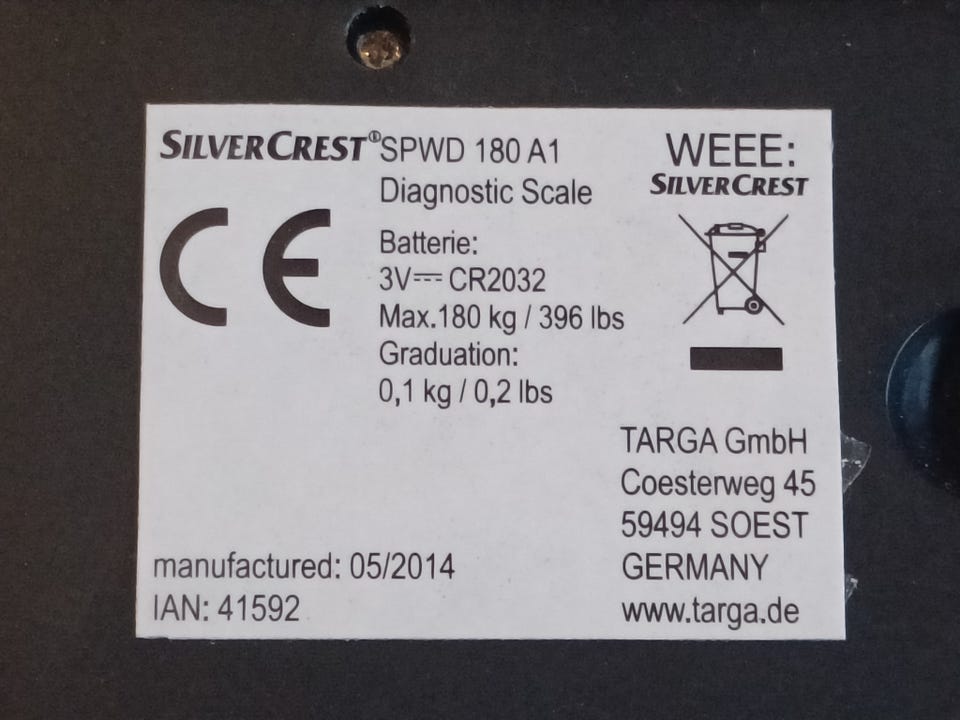 SILVERCREST® SPWD 180 A1
Diagnostic Scale
Batterie:
3V⎓ CR2032
Max.180 kg / 396 lbs
Graduation:
0,1 kg / 0,2 lbs
WEEE:
SILVERCREST
CE
TARGA GmbH
Coesterweg 45
59494 SOEST
GERMANY
www.targa.de
manufactured: 05/2014
IAN: 41592